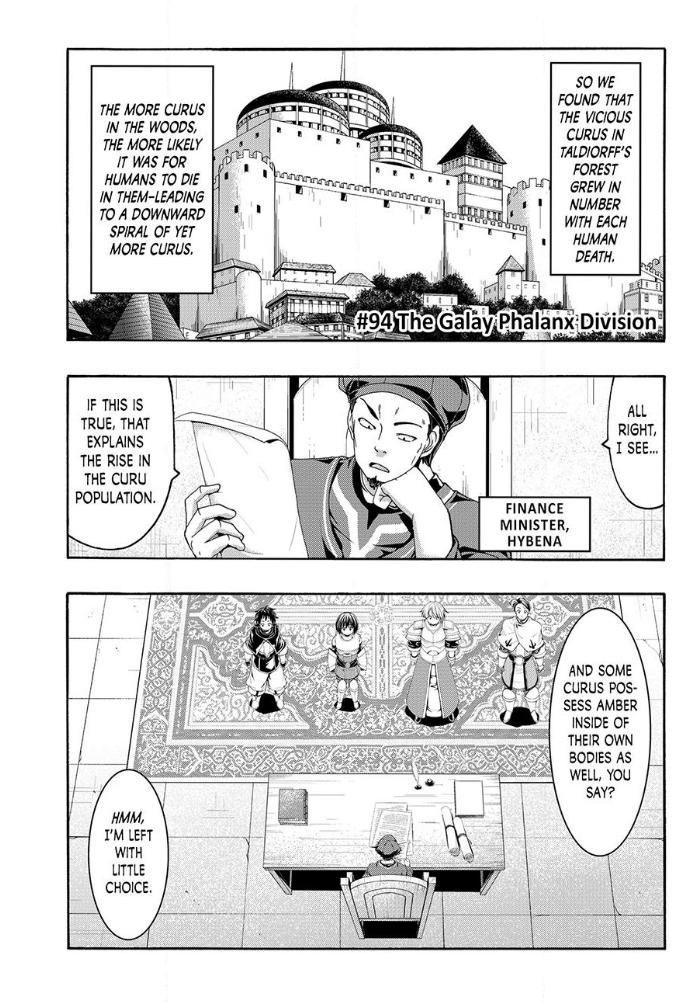 SO WE
FOUND THAT
THE VICIOUS
CURUS IN
TALDIORFF'S
FOREST
GREW IN
NUMBER
WITH EACH
HUMAN
DEATH.
THE MORE CURUS
IN THE WOODS,
THE MORE LIKELY
IT WAS FOR
HUMANS TO DIE
IN THEM–LEADING
TO A DOWNWARD
SPIRAL OF YET
MORE CURUS.
#94 The Galay Phalanx Division
ALL
RIGHT,
I SEE...
FINANCE
MINISTER,
HYBENA
IF THIS IS
TRUE, THAT
EXPLAINS
THE RISE IN
THE CURU
POPULATION.
AND SOME
CURUS POS-
SESS AMBER
INSIDE OF
THEIR OWN
BODIES AS
WELL, YOU
SAY?
HMM,
I'M LEFT
WITH
LITTLE
CHOICE.